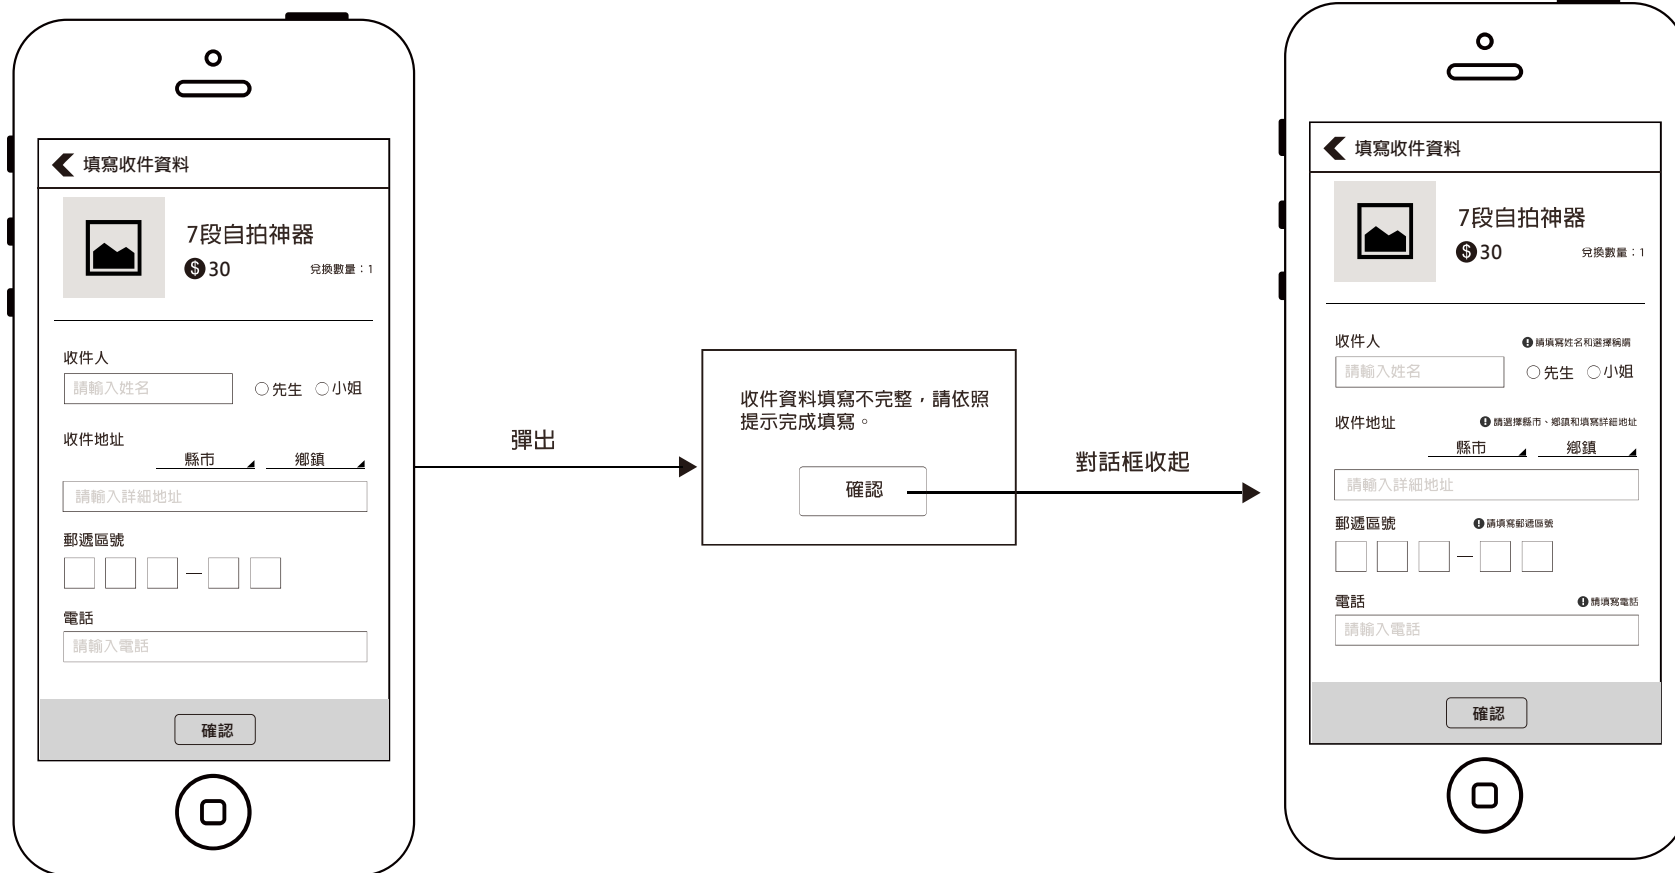 填寫收件資料
7段自拍神器
$ 30
兌換數量：1
收件人
請輸入姓名
先生
小姐
收件地址
縣市
鄉鎮
請輸入詳細地址
郵遞區號
電話
請輸入電話
確認
彈出
收件資料填寫不完整，請依照
提示完成填寫。
確認
對話框收起
填寫收件資料
7段自拍神器
$ 30
兌換數量：1
收件人
請填寫姓名和選擇稱謂
請輸入姓名
先生
小姐
收件地址
請選擇縣市、鄉鎮和填寫詳細地址
縣市
鄉鎮
請輸入詳細地址
郵遞區號
請填寫郵遞區號
電話
請填寫電話
請輸入電話
確認